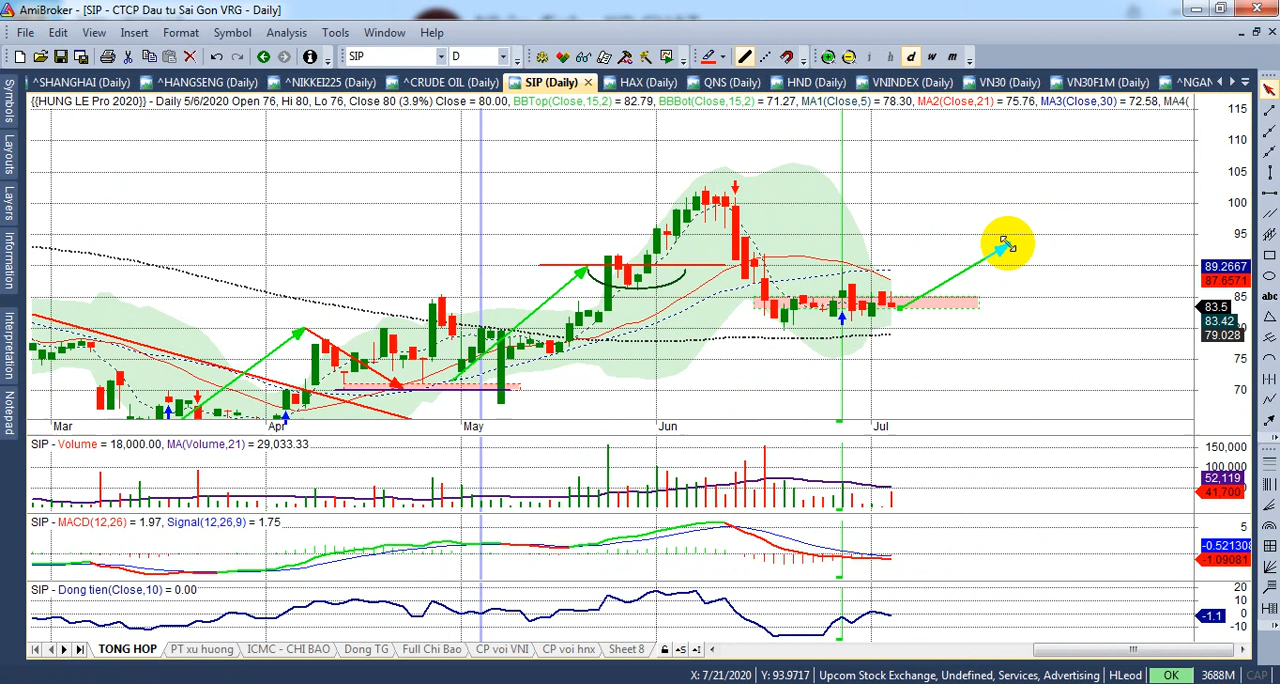 AmiBroker - [SIP - CTCP Dau tu Sai Gon VRG - Daily]
File Edit View Insert Format Symbol Analysis Tools Window Help
SIP D d w m
^SHANGHAI (Daily) ^HANGSENG (Daily) ^NIKKEI225 (Daily) ^CRUDE OIL (Daily) SIP (Daily) HAX (Daily) QNS (Daily) HND (Daily) VNINDEX (Daily) VN30 (Daily) VN30F1M (Daily) ^NGAN
{{HUNG LE Pro 2020}} - Daily 5/6/2020 Open 76, Hi 80, Lo 76, Close 80 (3.9%) Close = 80.00, BBTop(Close,15,2) = 82.79, BBBot(Close,15,2) = 71.27, MA1(Close,5) = 78.30, MA2(Close,21) = 75.76, MA3(Close,30) = 72.58, MA4(
Symbols
Layouts
Layers
Information
Interpretation
Notepad
115
110
105
100
95
89.2667
87.6571
85
83.5
83.42
79.028
75
70
Mar Apr May Jun Jul
SIP - Volume = 18,000.00, MA(Volume,21) = 29,033.33
150,000
100,000
52,119
41,700
SIP - MACD(12,26) = 1.97, Signal(12,26,9) = 1.75
5
-0.521308
-1.09081
SIP - Dong tien(Close,10) = 0.00
20
10
-1.1
-10
TONG HOP PT xu huong ICMC - CHI BAO Dong TG Full Chi Bao CP voi VNI CP voi hnx Sheet 8
X: 7/21/2020 Y: 93.9717 Upcom Stock Exchange, Undefined, Services, Advertising HLeod OK 3688M CAP
abc